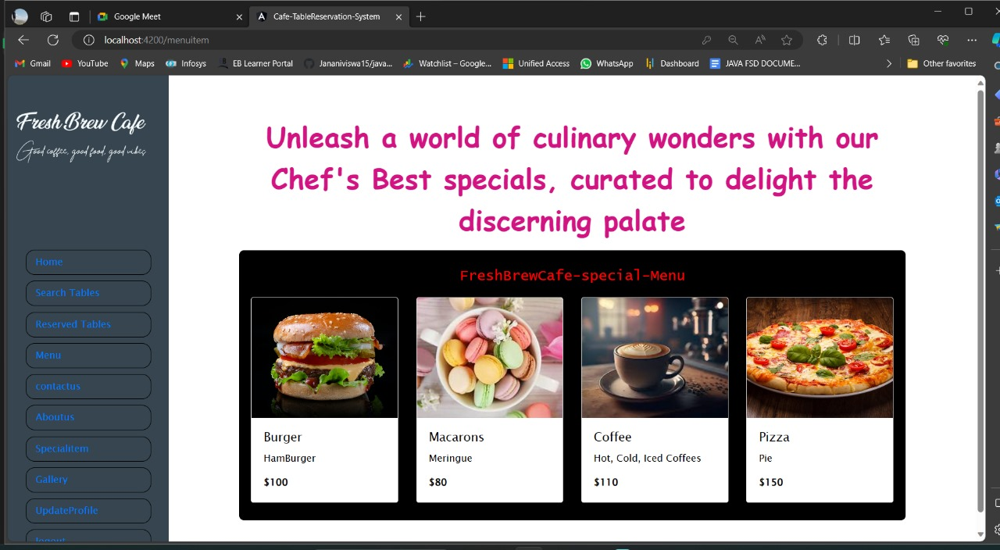 Google Meet
Cafe-TableReservation-System
localhost:4200/menuitem
Gmail
YouTube
Maps
Infosys
EB Learner Portal
Jananiviswa15/java...
Watchlist – Google...
Unified Access
WhatsApp
Dashboard
JAVA FSD DOCUME...
Other favorites
Fresh Brew Cafe
Good coffee, good food, good vibes
Home
Search Tables
Reserved Tables
Menu
contactus
Aboutus
Specialitem
Gallery
UpdateProfile
logout
Unleash a world of culinary wonders with our
Chef's Best specials, curated to delight the
discerning palate
FreshBrewCafe-special-Menu
Burger
HamBurger
$100
Macarons
Meringue
$80
Coffee
Hot, Cold, Iced Coffees
$110
Pizza
Pie
$150